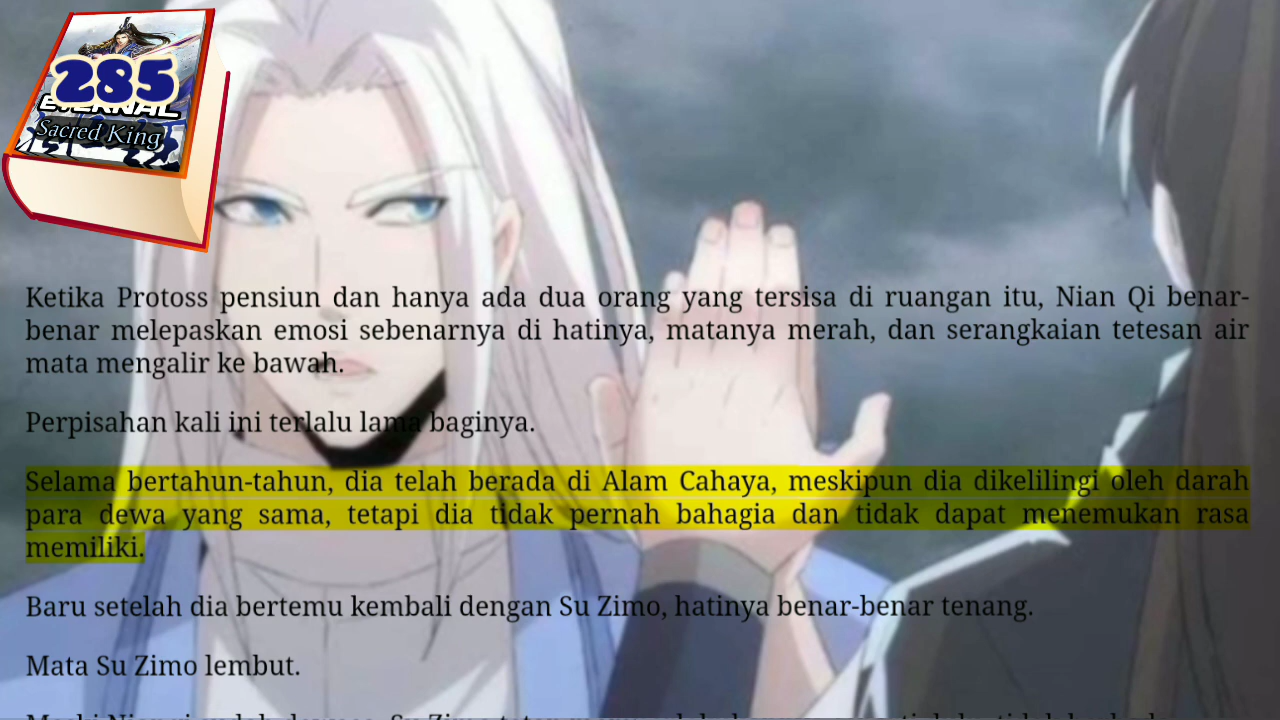 285
ETERNAL
Sacred King
Ketika Protoss pensiun dan hanya ada dua orang yang tersisa di ruangan itu, Nian Qi benar-
benar melepaskan emosi sebenarnya di hatinya, matanya merah, dan serangkaian tetesan air
mata mengalir ke bawah.
Perpisahan kali ini terlalu lama baginya.
Selama bertahun-tahun, dia telah berada di Alam Cahaya, meskipun dia dikelilingi oleh darah
para dewa yang sama, tetapi dia tidak pernah bahagia dan tidak dapat menemukan rasa
memiliki.
Baru setelah dia bertemu kembali dengan Su Zimo, hatinya benar-benar tenang.
Mata Su Zimo lembut.